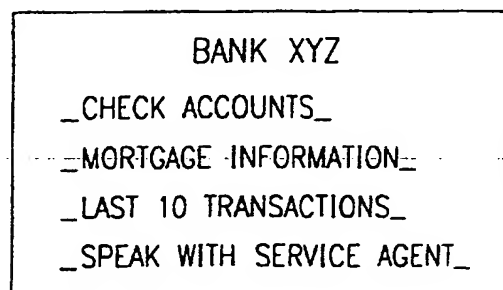 BANK XYZ
_CHECK ACCOUNTS_
_MORTGAGE INFORMATION_
_LAST 10 TRANSACTIONS_
_SPEAK WITH SERVICE AGENT_